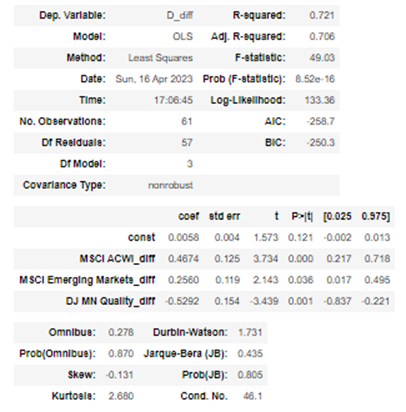 Dep. Variable: D_diff R-squared: 0.721
Model: OLS Adj. R-squared: 0.706
Method: Least Squares F-statistic: 49.03
Date: Sun, 16 Apr 2023 Prob (F-statistic): 8.52e-16
Time: 17:06:45 Log-Likelihood: 133.36
No. Observations: 61 AIC: -258.7
Df Residuals: 57 BIC: -250.3
Df Model: 3
Covariance Type: nonrobust
coef std err t P>|t| [0.025 0.975]
const 0.0058 0.004 1.573 0.121 -0.002 0.013
MSCI ACWI_diff 0.4674 0.125 3.734 0.000 0.217 0.718
MSCI Emerging Markets_diff 0.2560 0.119 2.143 0.036 0.017 0.495
DJ MN Quality_diff -0.5292 0.154 -3.439 0.001 -0.837 -0.221
Omnibus: 0.278 Durbin-Watson: 1.731
Prob(Omnibus): 0.870 Jarque-Bera (JB): 0.435
Skew: -0.131 Prob(JB): 0.805
Kurtosis: 2.680 Cond. No. 46.1